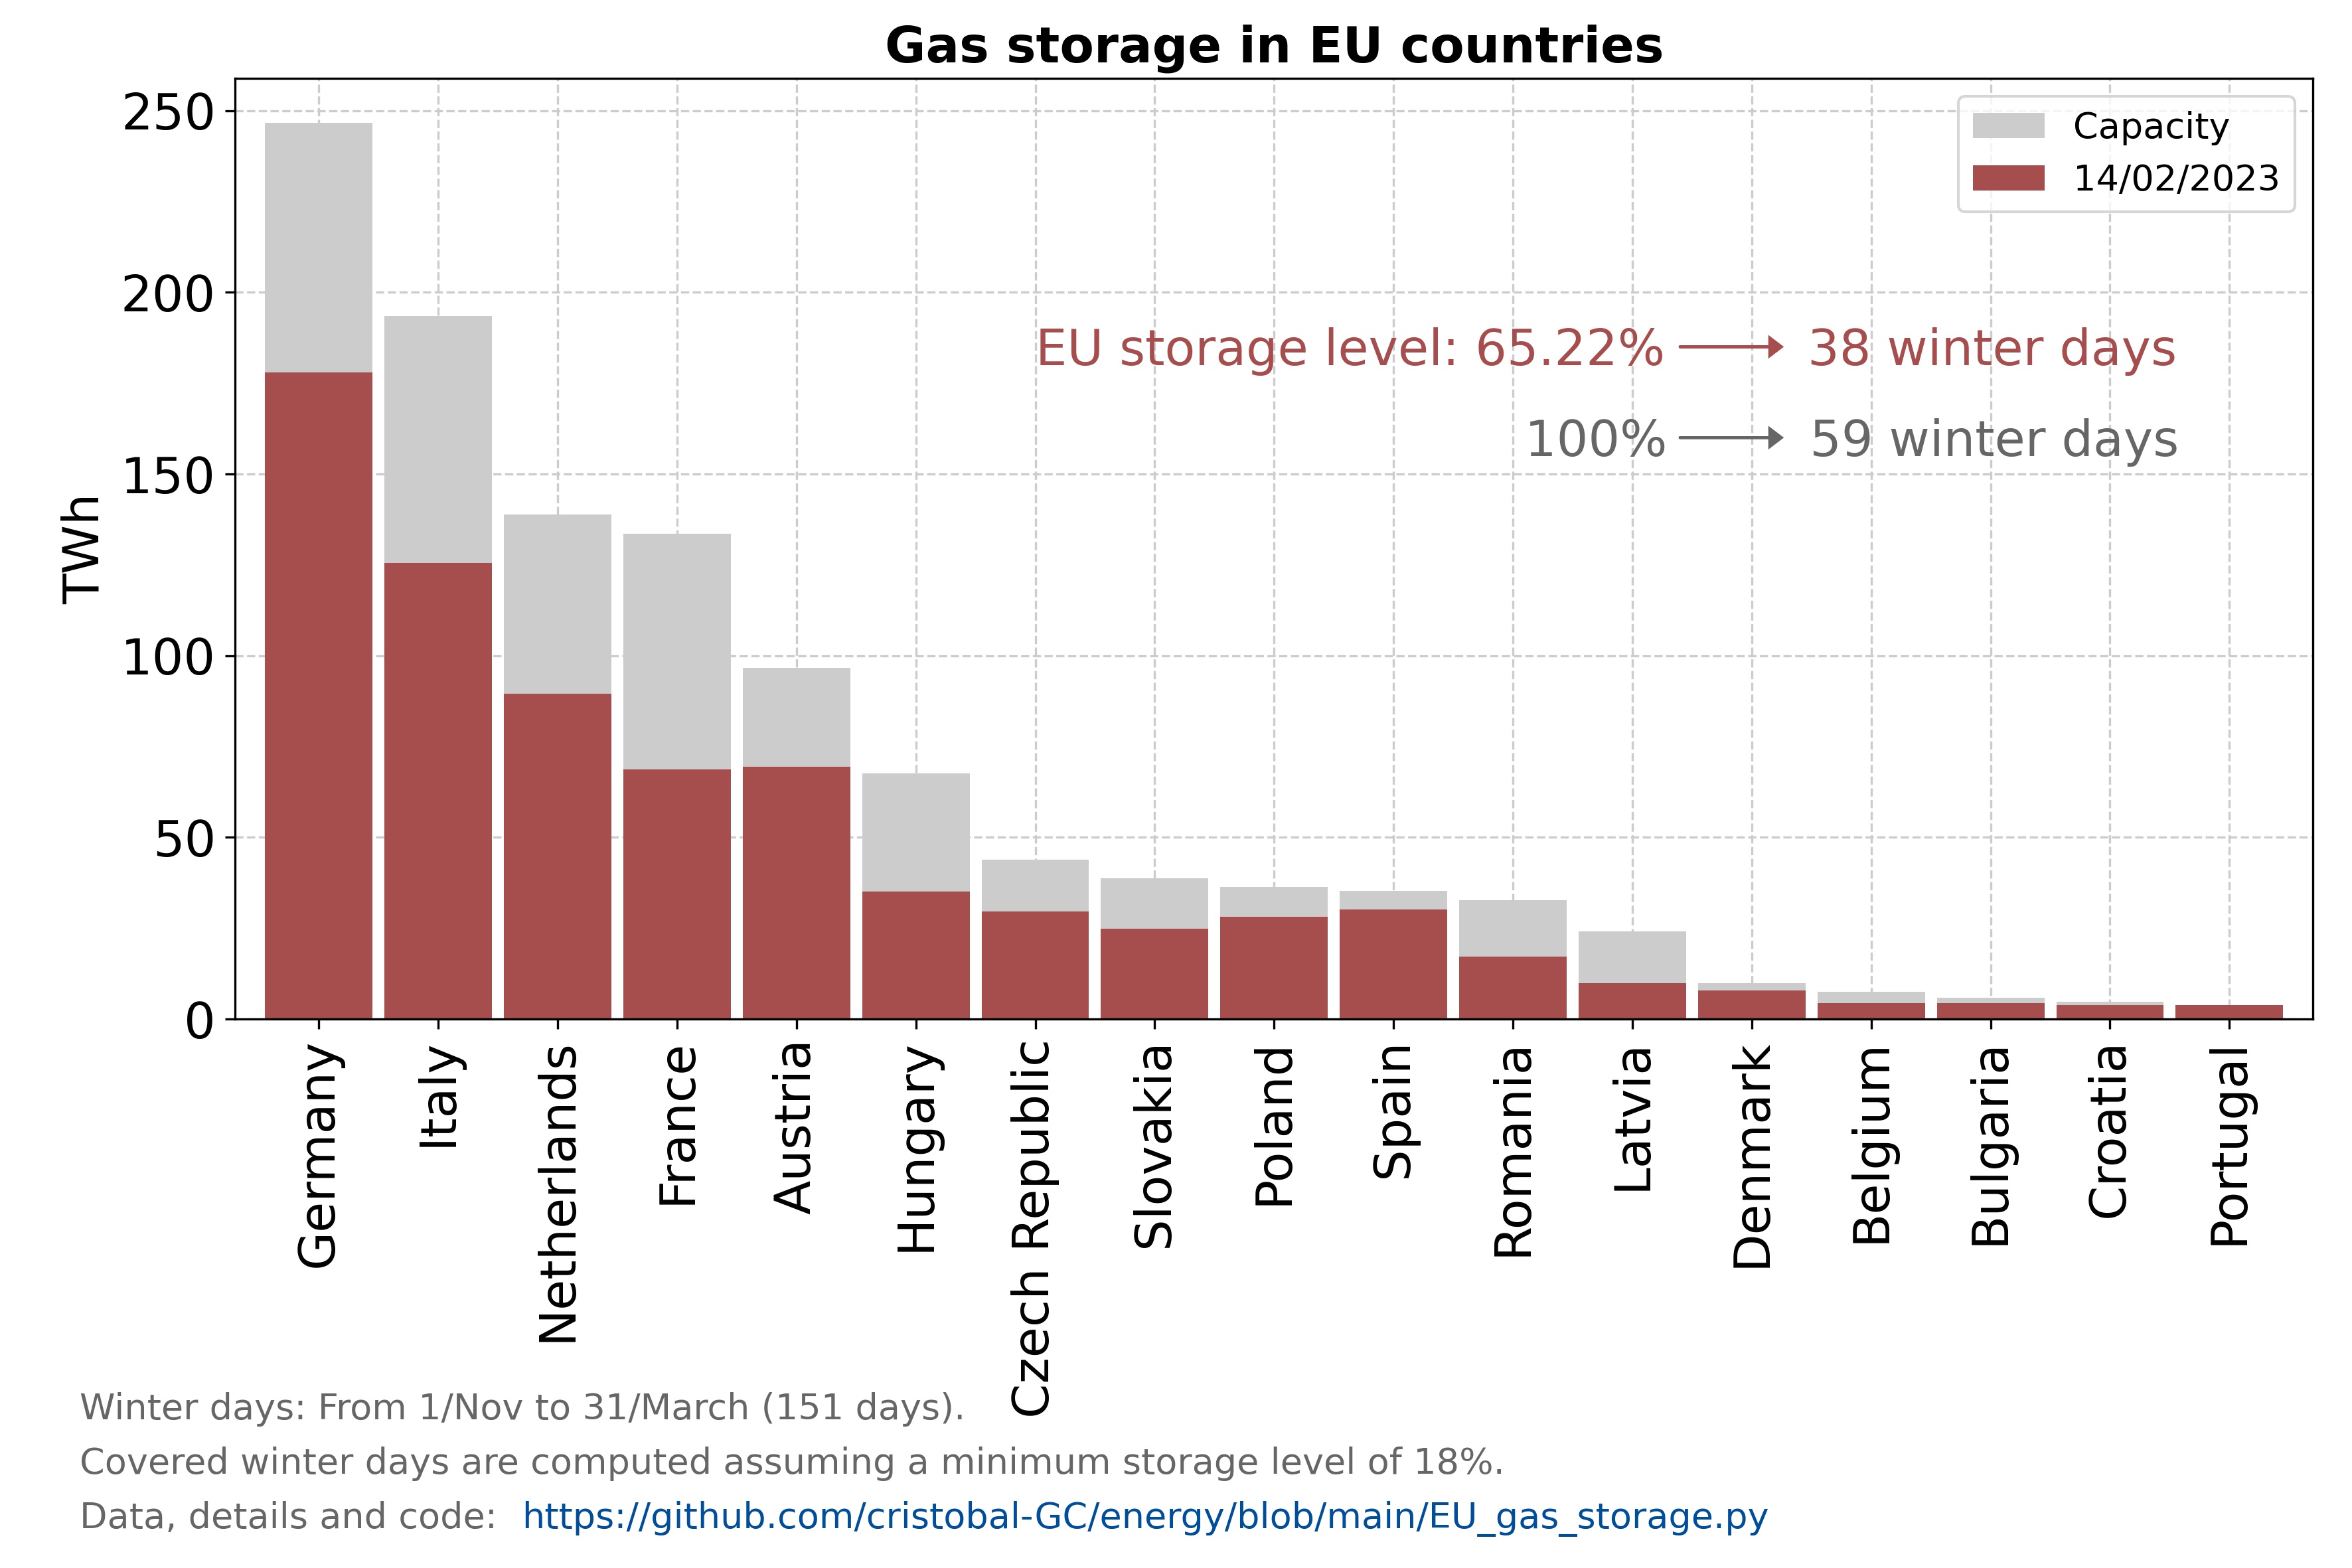 Gas storage in EU countries
250
200
150
100
50
0
TWh
Capacity
14/02/2023
EU storage level: 65.22% 38 winter days
100% 59 winter days
Germany
Italy
Netherlands
France
Austria
Hungary
Czech Republic
Slovakia
Poland
Spain
Romania
Latvia
Denmark
Belgium
Bulgaria
Croatia
Portugal
Winter days: From 1/Nov to 31/March (151 days).
Covered winter days are computed assuming a minimum storage level of 18%.
Data, details and code: https://github.com/cristobal-GC/energy/blob/main/EU_gas_storage.py